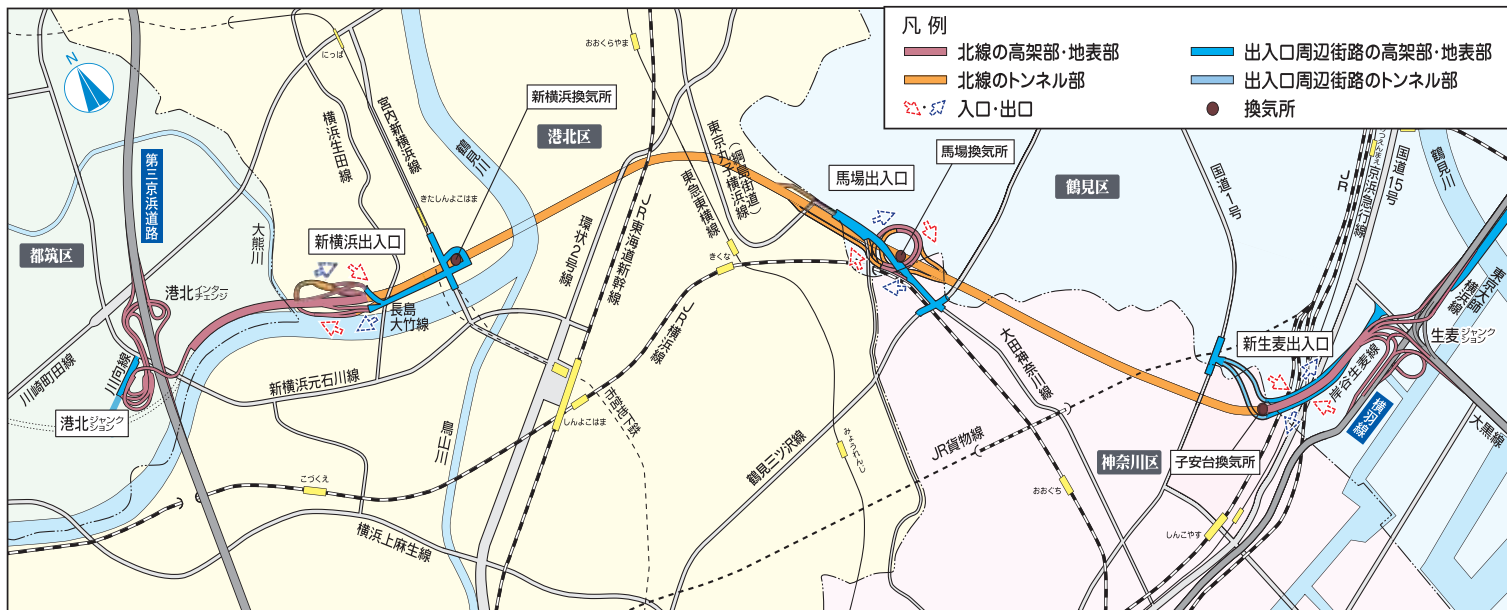 凡例
北線の高架部・地表部
北線のトンネル部
入口・出口
出入口周辺街路の高架部・地表部
出入口周辺街路のトンネル部
換気所
N
都筑区
第三京浜道路
川崎町田線
川向線
港北ジャンクション
港北インターチェンジ
大熊川
新横浜出入口
長島大竹線
にっぱ
横浜生田線
宮内新横浜線
きたしんよこはま
新横浜換気所
鶴見川
港北区
新横浜元石川線
こづくえ
横浜上麻生線
鳥山川
市営地下鉄
しんよこはま
環状2号線
JR東海道新幹線
JR横浜線
おおくらやま
東急東横線
東京丸子横浜線
(綱島街道)
きくな
みょうれんじ
馬場出入口
馬場換気所
鶴見区
鶴見三ツ沢線
大田神奈川線
JR貨物線
おおぐち
神奈川区
国道1号
新生麦出入口
子安台換気所
しんこやす
JR
京浜急行線
国道15号
鶴見川
岸谷生麦線
横羽線
東京大師横浜線
生麦ジャンクション
大黒線